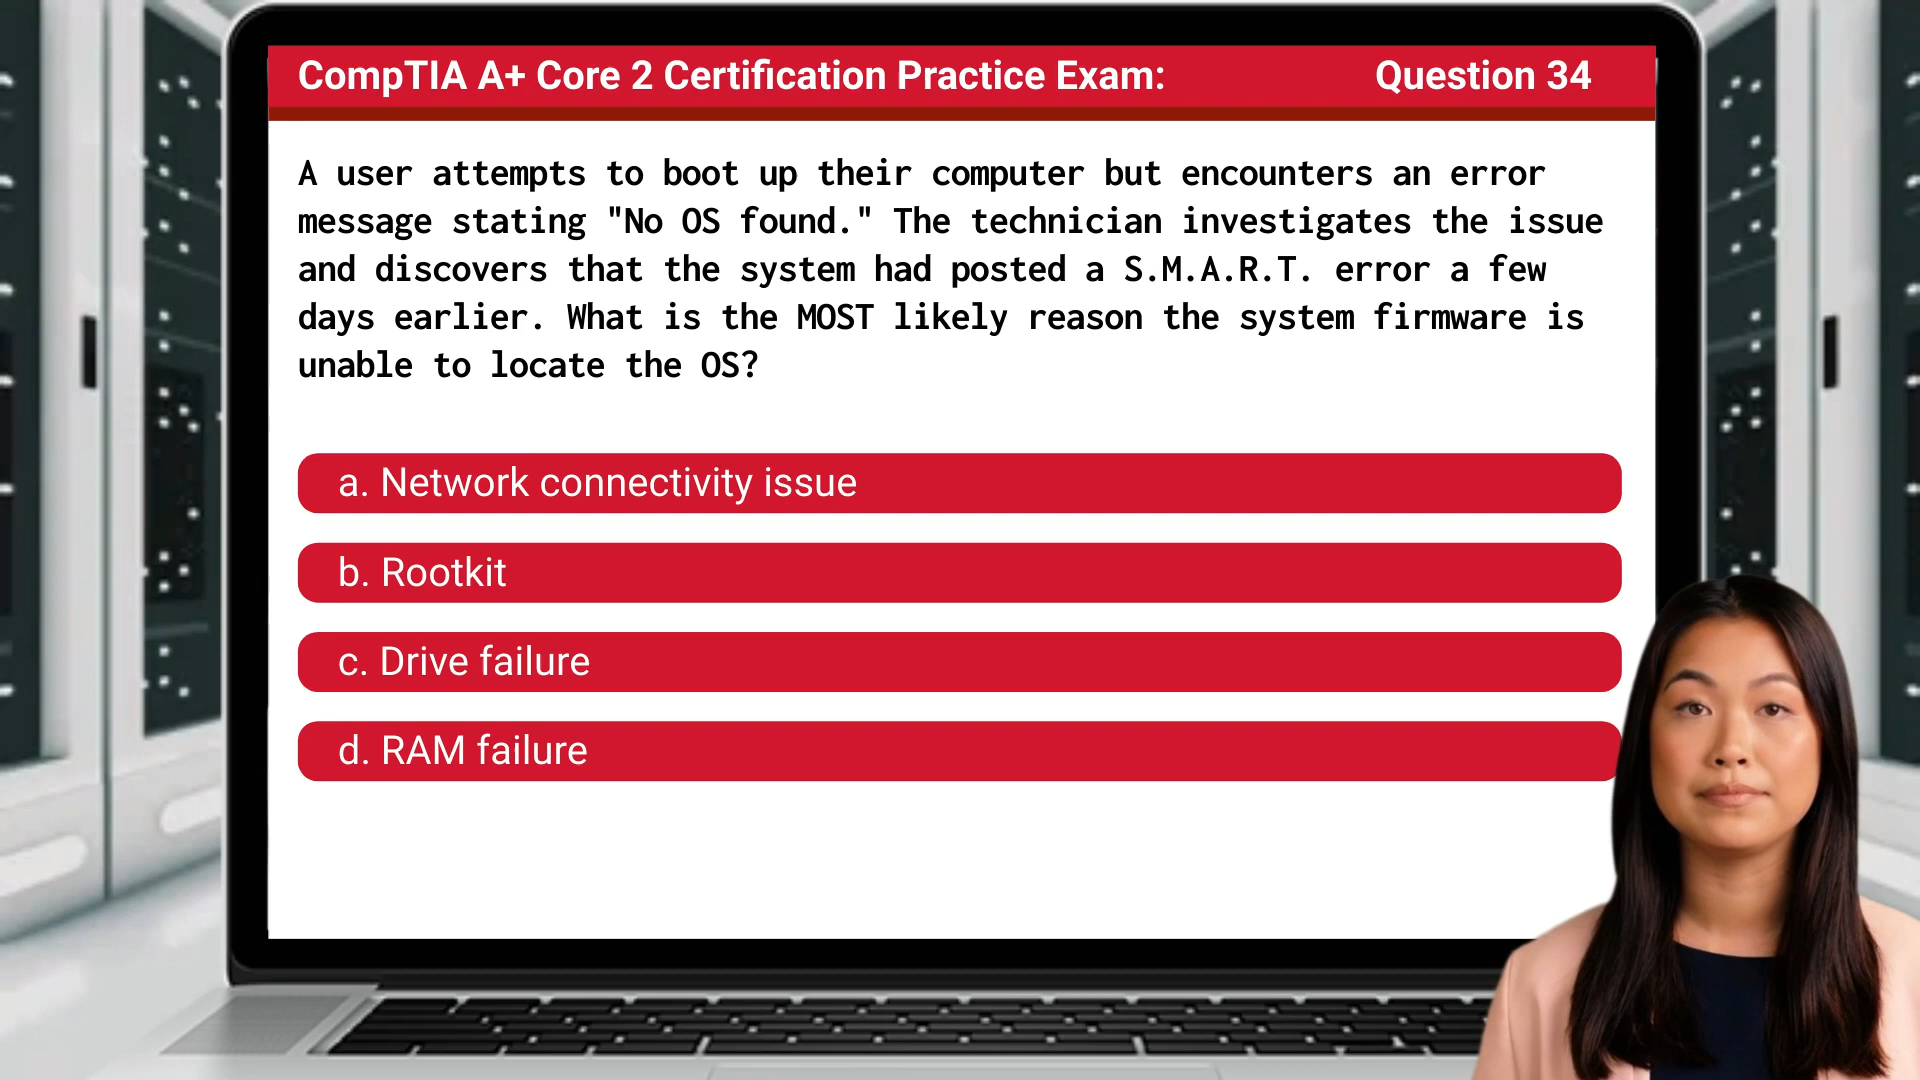 CompTIA A+ Core 2 Certification Practice Exam: Question 34
A user attempts to boot up their computer but encounters an error
message stating "No OS found." The technician investigates the issue
and discovers that the system had posted a S.M.A.R.T. error a few
days earlier. What is the MOST likely reason the system firmware is
unable to locate the OS?
a. Network connectivity issue
b. Rootkit
c. Drive failure
d. RAM failure